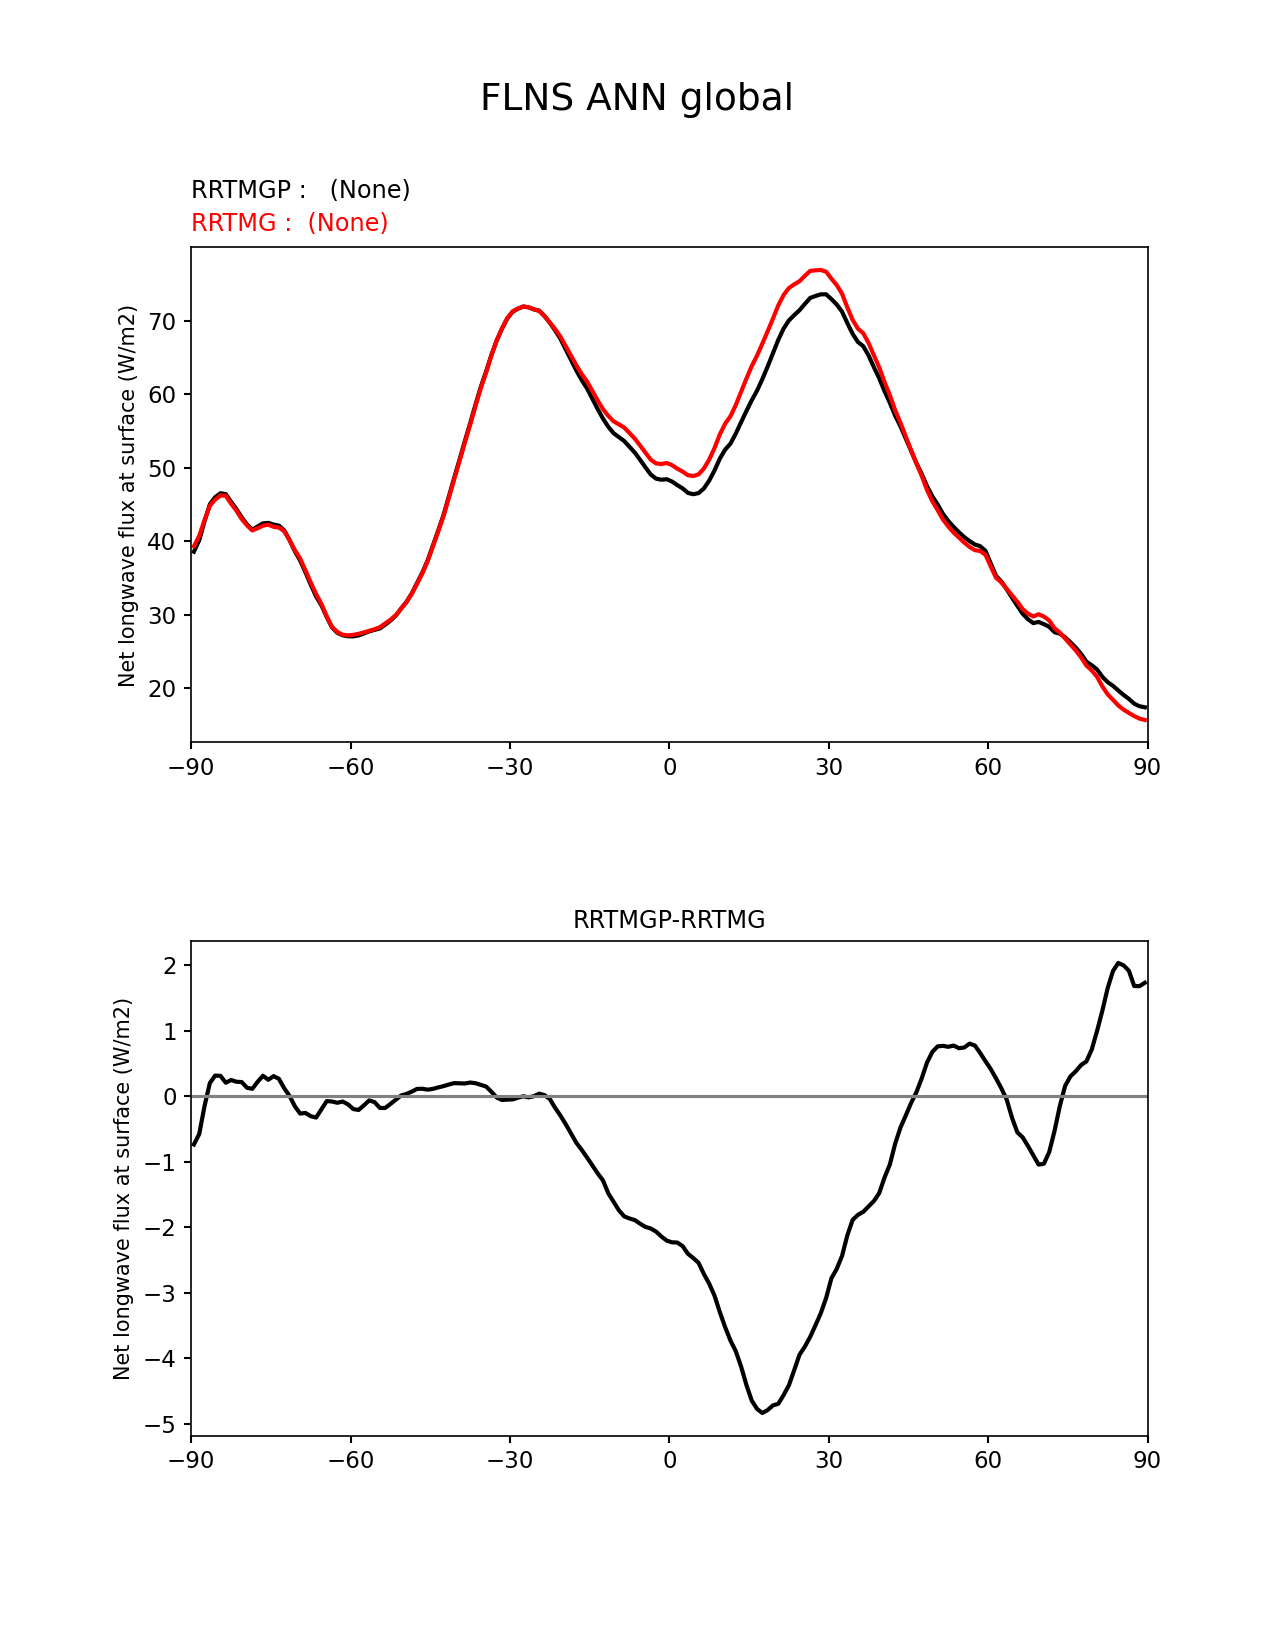 FLNS ANN global
RRTMGP :   (None)
RRTMG :  (None)
Net longwave flux at surface (W/m2)
70
60
50
40
30
20
−90 −60 −30 0 30 60 90
RRTMGP-RRTMG
Net longwave flux at surface (W/m2)
2
1
0
−1
−2
−3
−4
−5
−90 −60 −30 0 30 60 90